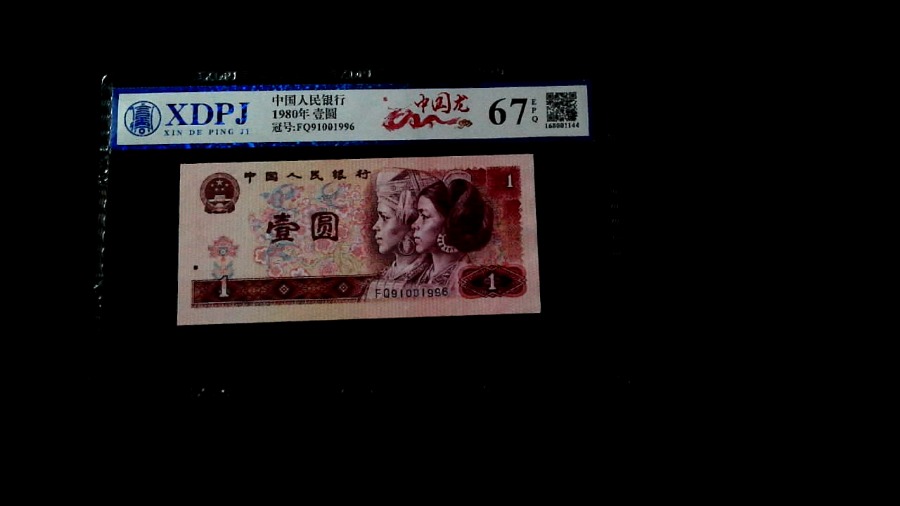 XDPJ
XIN DE PING JI
中国人民银行
1980年 壹圆
冠号:FQ91001996
中国龙
67
EPQ
中国人民银行
1
壹圆
1
FQ91001996
1